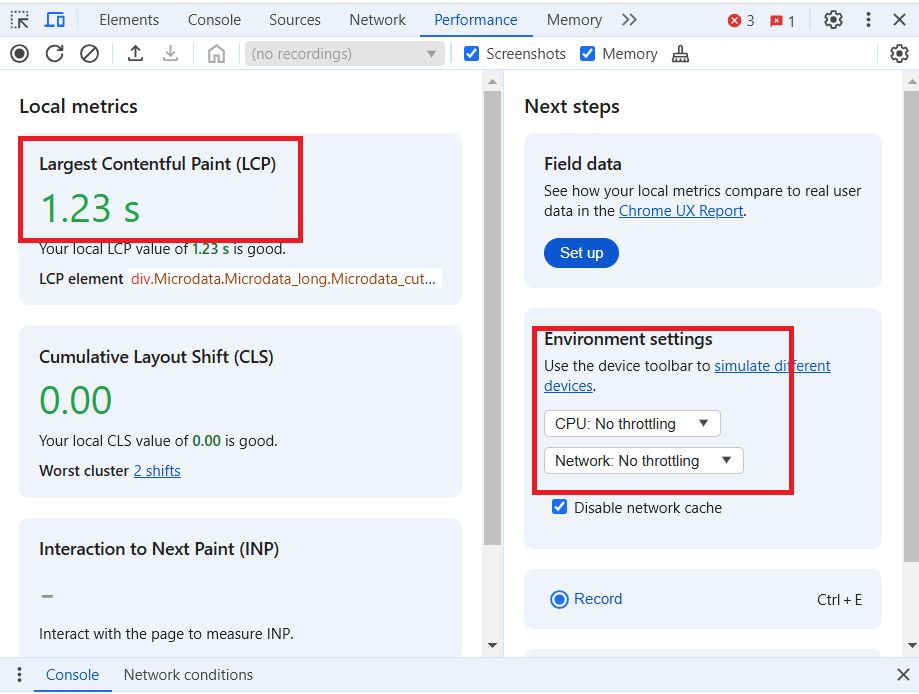 Elements Console Sources Network Performance Memory 3 1
(no recordings) Screenshots Memory
Local metrics
Largest Contentful Paint (LCP)
1.23 s
Your local LCP value of 1.23 s is good.
LCP element div.Microdata.Microdata_long.Microdata_cut...
Cumulative Layout Shift (CLS)
0.00
Your local CLS value of 0.00 is good.
Worst cluster 2 shifts
Interaction to Next Paint (INP)
–
Interact with the page to measure INP.
Next steps
Field data
See how your local metrics compare to real user
data in the Chrome UX Report.
Set up
Environment settings
Use the device toolbar to simulate different
devices.
CPU: No throttling
Network: No throttling
Disable network cache
Record Ctrl + E
Console Network conditions